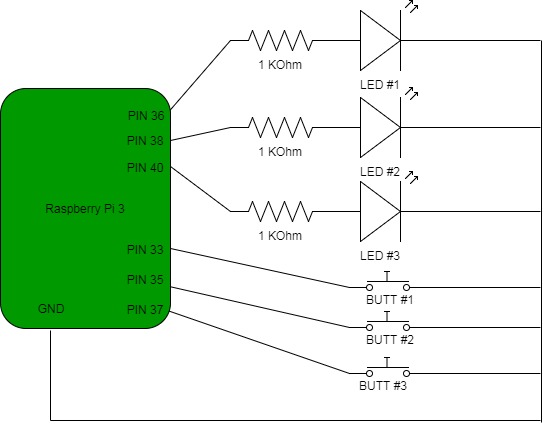 PIN 36
1 KOhm
LED #1
PIN 38
1 KOhm
LED #2
PIN 40
1 KOhm
LED #3
Raspberry Pi 3
PIN 33
BUTT #1
PIN 35
BUTT #2
PIN 37
BUTT #3
GND